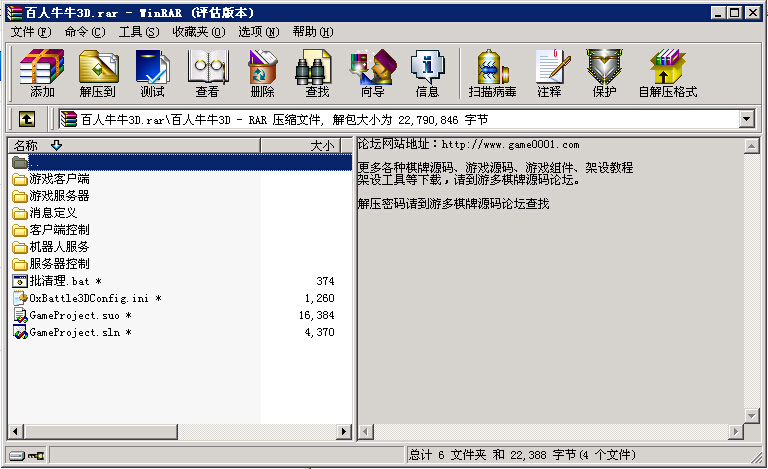 百人牛牛3D.rar - WinRAR (评估版本)
文件(F) 命令(C) 工具(S) 收藏夹(O) 选项(N) 帮助(H)
添加 解压到 测试 查看 删除 查找 向导 信息 扫描病毒 注释 保护 自解压格式
百人牛牛3D.rar\百人牛牛3D - RAR 压缩文件, 解包大小为 22,790,846 字节
名称 大小
..
游戏客户端
游戏服务器
消息定义
客户端控制
机器人服务
服务器控制
批清理.bat * 374
OxBattle3DConfig.ini * 1,260
GameProject.suo * 16,384
GameProject.sln * 4,370
论坛网站地址：http://www.game0001.com
更多各种棋牌源码、游戏源码、游戏组件、架设教程
架设工具等下载，请到游多棋牌源码论坛。
解压密码请到游多棋牌源码论坛查找
总计 6 文件夹 和 22,388 字节(4 个文件)